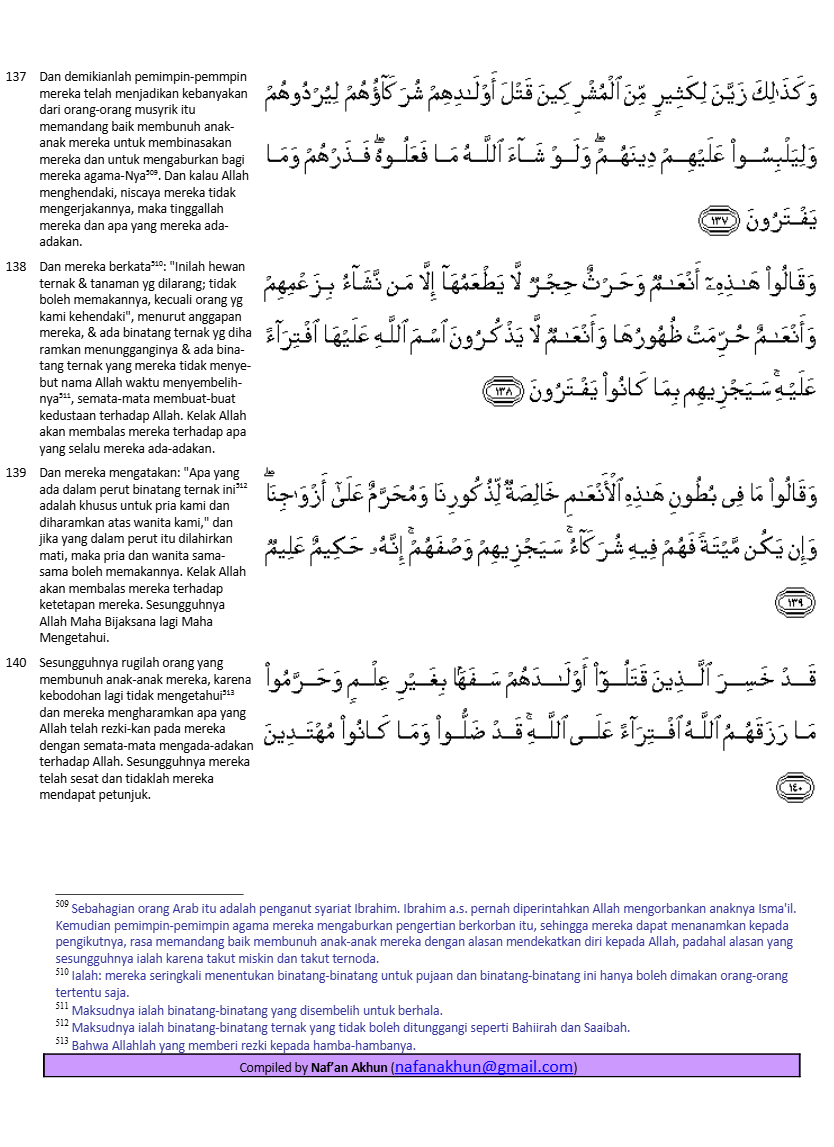 137 Dan demikianlah pemimpin-pemmpin
mereka telah menjadikan kebanyakan
dari orang-orang musyrik itu
memandang baik membunuh anak-
anak mereka untuk membinasakan
mereka dan untuk mengaburkan bagi
mereka agama-Nya⁵⁰⁹. Dan kalau Allah
menghendaki, niscaya mereka tidak
mengerjakannya, maka tinggallah
mereka dan apa yang mereka ada-
adakan.
وَكَذَٰلِكَ زَيَّنَ لِكَثِيرٍ مِّنَ ٱلْمُشْرِكِينَ قَتْلَ أَوْلَـٰدِهِمْ شُرَكَآؤُهُمْ لِيُرْدُوهُمْ
وَلِيَلْبِسُوا۟ عَلَيْهِمْ دِينَهُمْ ۖ وَلَوْ شَآءَ ٱللَّهُ مَا فَعَلُوهُ ۖ فَذَرْهُمْ وَمَا
يَفْتَرُونَ ١٣٧
138 Dan mereka berkata⁵¹⁰: "Inilah hewan
ternak & tanaman yg dilarang; tidak
boleh memakannya, kecuali orang yg
kami kehendaki", menurut anggapan
mereka, & ada binatang ternak yg diha
ramkan menungganginya & ada bina-
tang ternak yang mereka tidak menye-
but nama Allah waktu menyembelih-
nya⁵¹¹, semata-mata membuat-buat
kedustaan terhadap Allah. Kelak Allah
akan membalas mereka terhadap apa
yang selalu mereka ada-adakan.
وَقَالُوا۟ هَـٰذِهِۦٓ أَنْعَـٰمٌ وَحَرْثٌ حِجْرٌ لَّا يَطْعَمُهَآ إِلَّا مَن نَّشَآءُ بِزَعْمِهِمْ
وَأَنْعَـٰمٌ حُرِّمَتْ ظُهُورُهَا وَأَنْعَـٰمٌ لَّا يَذْكُرُونَ ٱسْمَ ٱللَّهِ عَلَيْهَا ٱفْتِرَآءً
عَلَيْهِ ۚ سَيَجْزِيهِم بِمَا كَانُوا۟ يَفْتَرُونَ ١٣٨
139 Dan mereka mengatakan: "Apa yang
ada dalam perut binatang ternak ini⁵¹²
adalah khusus untuk pria kami dan
diharamkan atas wanita kami," dan
jika yang dalam perut itu dilahirkan
mati, maka pria dan wanita sama-
sama boleh memakannya. Kelak Allah
akan membalas mereka terhadap
ketetapan mereka. Sesungguhnya
Allah Maha Bijaksana lagi Maha
Mengetahui.
وَقَالُوا۟ مَا فِى بُطُونِ هَـٰذِهِ ٱلْأَنْعَـٰمِ خَالِصَةٌ لِّذُكُورِنَا وَمُحَرَّمٌ عَلَىٰٓ أَزْوَٰجِنَا ۖ
وَإِن يَكُن مَّيْتَةً فَهُمْ فِيهِ شُرَكَآءُ ۚ سَيَجْزِيهِمْ وَصْفَهُمْ ۚ إِنَّهُۥ حَكِيمٌ عَلِيمٌ
١٣٩
140 Sesungguhnya rugilah orang yang
membunuh anak-anak mereka, karena
kebodohan lagi tidak mengetahui⁵¹³
dan mereka mengharamkan apa yang
Allah telah rezki-kan pada mereka
dengan semata-mata mengada-adakan
terhadap Allah. Sesungguhnya mereka
telah sesat dan tidaklah mereka
mendapat petunjuk.
قَدْ خَسِرَ ٱلَّذِينَ قَتَلُوٓا۟ أَوْلَـٰدَهُمْ سَفَهًۢا بِغَيْرِ عِلْمٍ وَحَرَّمُوا۟
مَا رَزَقَهُمُ ٱللَّهُ ٱفْتِرَآءً عَلَى ٱللَّهِ ۚ قَدْ ضَلُّوا۟ وَمَا كَانُوا۟ مُهْتَدِينَ
١٤٠
⁵⁰⁹ Sebahagian orang Arab itu adalah penganut syariat Ibrahim. Ibrahim a.s. pernah diperintahkan Allah mengorbankan anaknya Isma'il.
Kemudian pemimpin-pemimpin agama mereka mengaburkan pengertian berkorban itu, sehingga mereka dapat menanamkan kepada
pengikutnya, rasa memandang baik membunuh anak-anak mereka dengan alasan mendekatkan diri kepada Allah, padahal alasan yang
sesungguhnya ialah karena takut miskin dan takut ternoda.
⁵¹⁰ Ialah: mereka seringkali menentukan binatang-binatang untuk pujaan dan binatang-binatang ini hanya boleh dimakan orang-orang
tertentu saja.
⁵¹¹ Maksudnya ialah binatang-binatang yang disembelih untuk berhala.
⁵¹² Maksudnya ialah binatang-binatang ternak yang tidak boleh ditunggangi seperti Bahiirah dan Saaibah.
⁵¹³ Bahwa Allahlah yang memberi rezki kepada hamba-hambanya.
Compiled by Naf’an Akhun (nafanakhun@gmail.com)